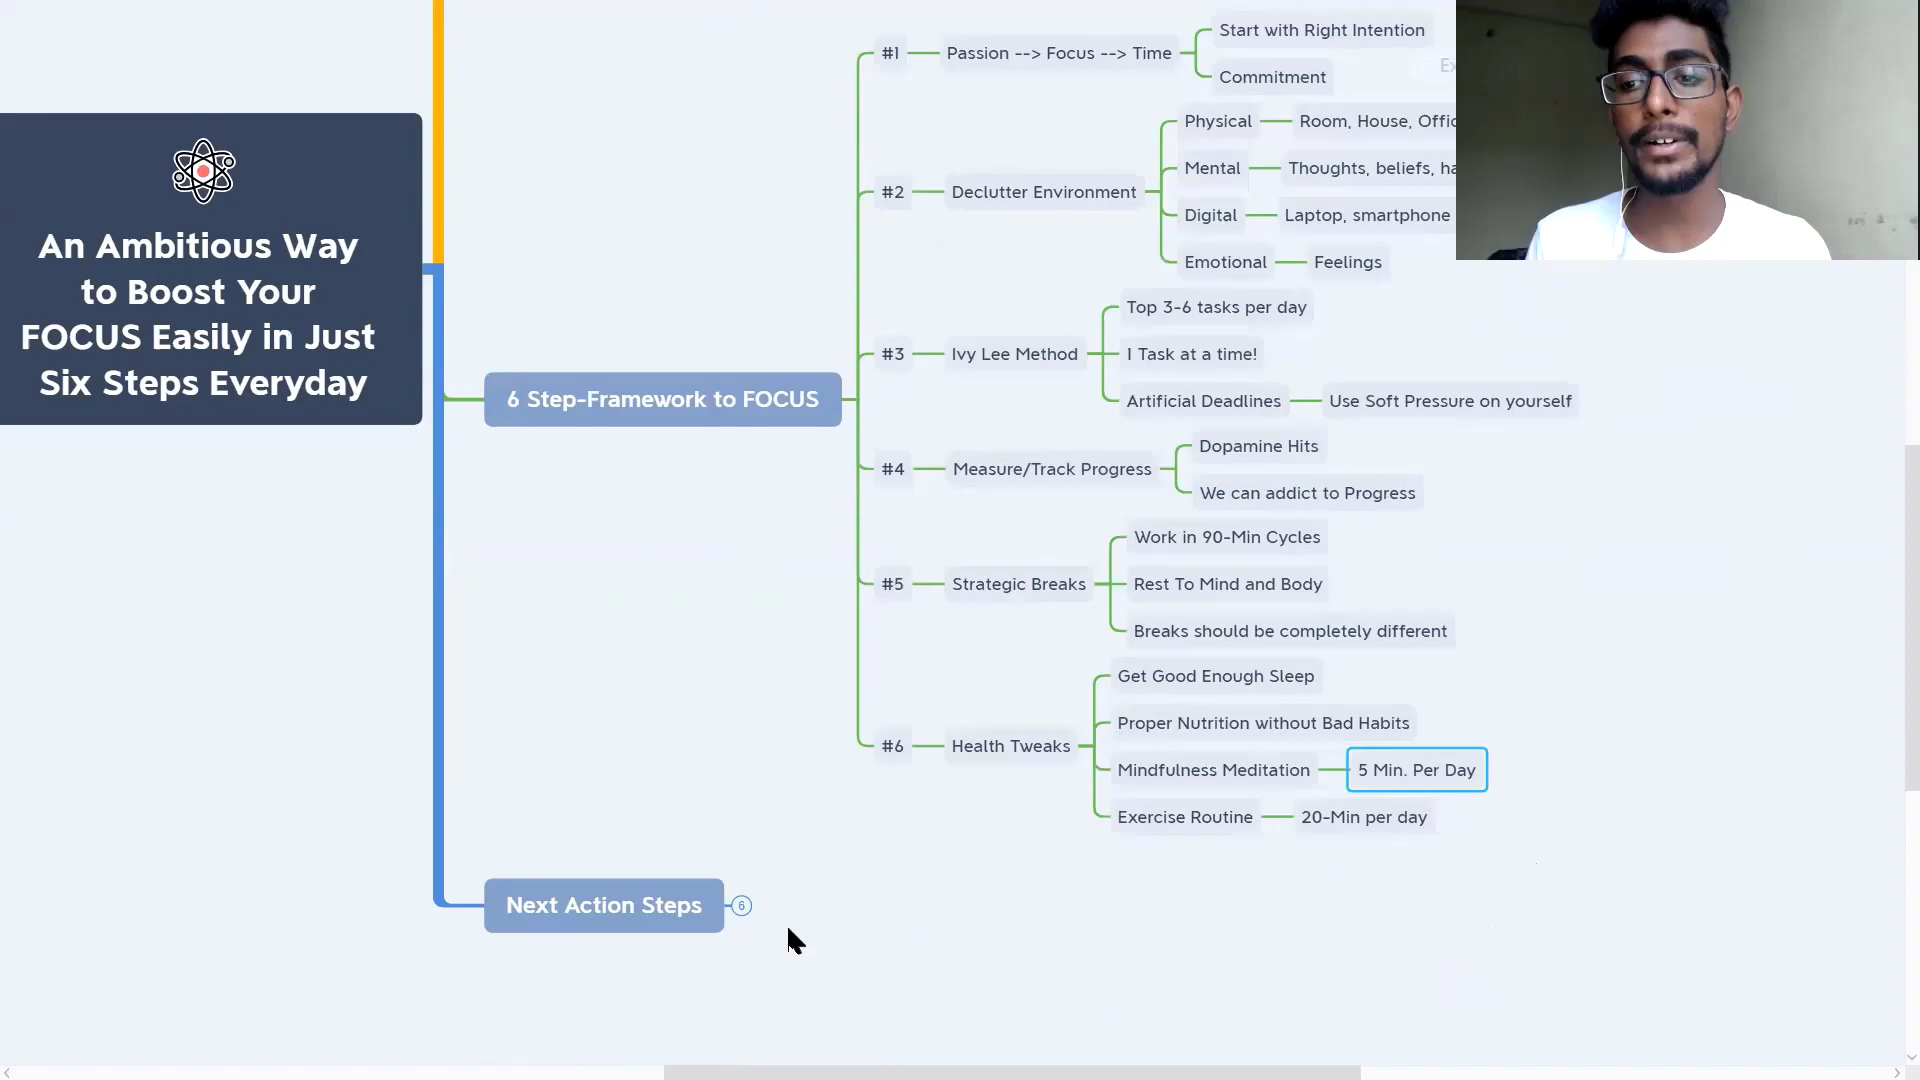 An Ambitious Way
to Boost Your
FOCUS Easily in Just
Six Steps Everyday
6 Step-Framework to FOCUS
#1
Passion --> Focus --> Time
Start with Right Intention
Commitment
#2
Declutter Environment
Physical
Room, House,
Mental
Thoughts, beliefs,
Digital
Laptop, smartphone
Emotional
Feelings
#3
Ivy Lee Method
Top 3-6 tasks per day
1 Task at a time!
Artificial Deadlines
Use Soft Pressure on yourself
#4
Measure/Track Progress
Dopamine Hits
We can addict to Progress
#5
Strategic Breaks
Work in 90-Min Cycles
Rest To Mind and Body
Breaks should be completely different
#6
Health Tweaks
Get Good Enough Sleep
Proper Nutrition without Bad Habits
Mindfulness Meditation
5 Min. Per Day
Exercise Routine
20-Min per day
Next Action Steps
6